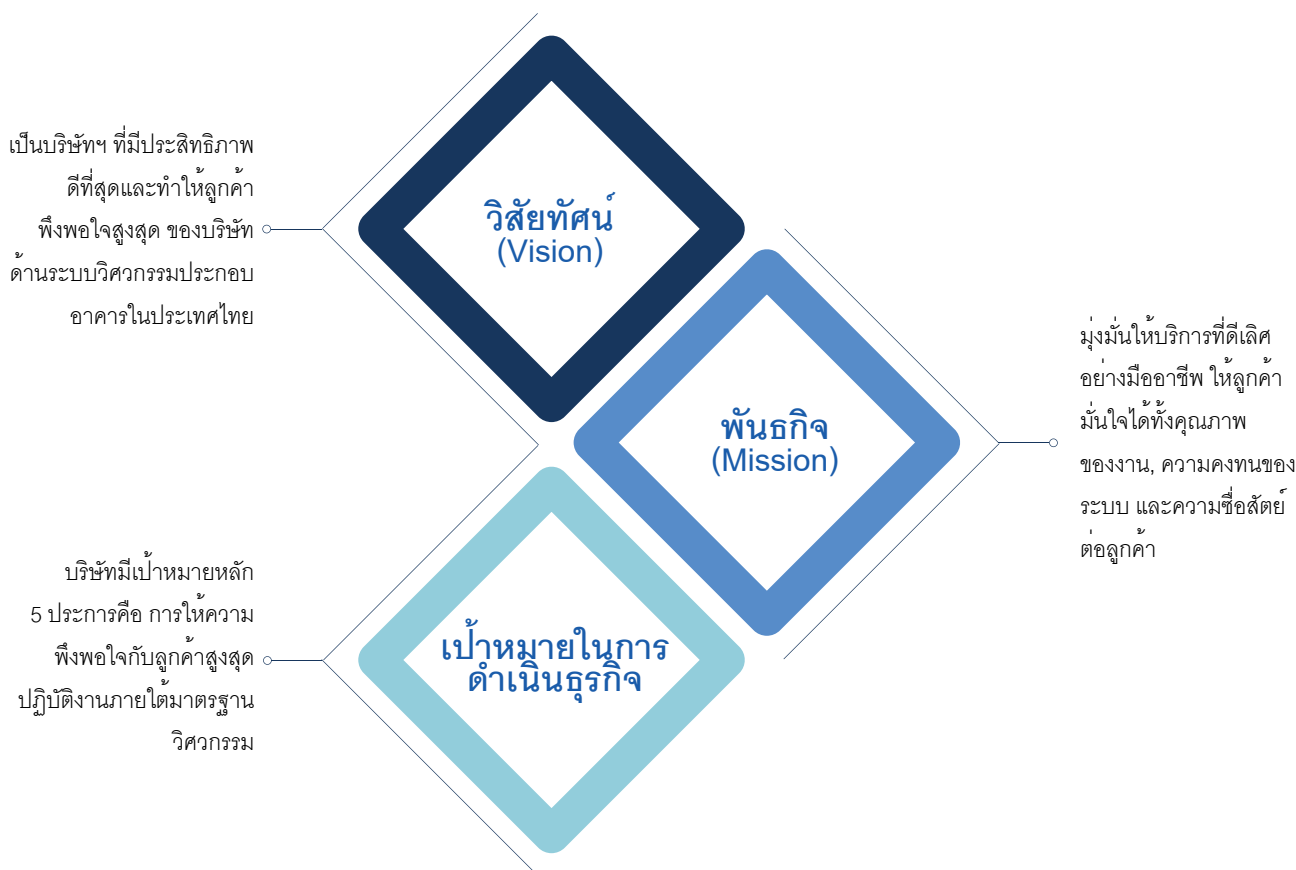 เป็นบริษัทฯ ที่มีประสิทธิภาพ
ดีที่สุดและทำให้ลูกค้า
พึงพอใจสูงสุด ของบริษัท
ด้านระบบวิศวกรรมประกอบ
อาคารในประเทศไทย
วิสัยทัศน์
(Vision)
พันธกิจ
(Mission)
มุ่งมั่นให้บริการที่ดีเลิศ
อย่างมืออาชีพ ให้ลูกค้า
มั่นใจได้ทั้งคุณภาพ
ของงาน, ความคงทนของ
ระบบ และความซื่อสัตย์
ต่อลูกค้า
บริษัทมีเป้าหมายหลัก
5 ประการคือ การให้ความ
พึงพอใจกับลูกค้าสูงสุด
ปฏิบัติงานภายใต้มาตรฐาน
วิศวกรรม
เป้าหมายในการ
ดำเนินธุรกิจ